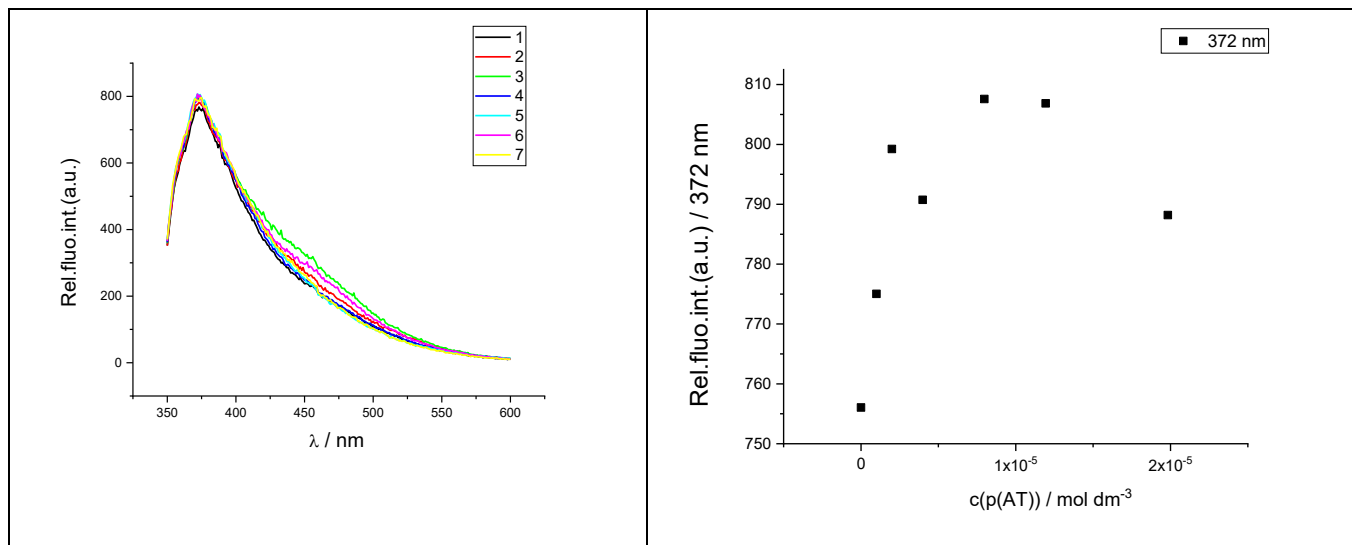 1
2
3
4
5
6
7
Rel.fluo.int.(a.u.)
800
600
400
200
0
350 400 450 500 550 600
λ / nm
372 nm
Rel.fluo.int.(a.u.) / 372 nm
810
800
790
780
770
760
750
0 1x10⁻⁵ 2x10⁻⁵
c(p(AT)) / mol dm⁻³